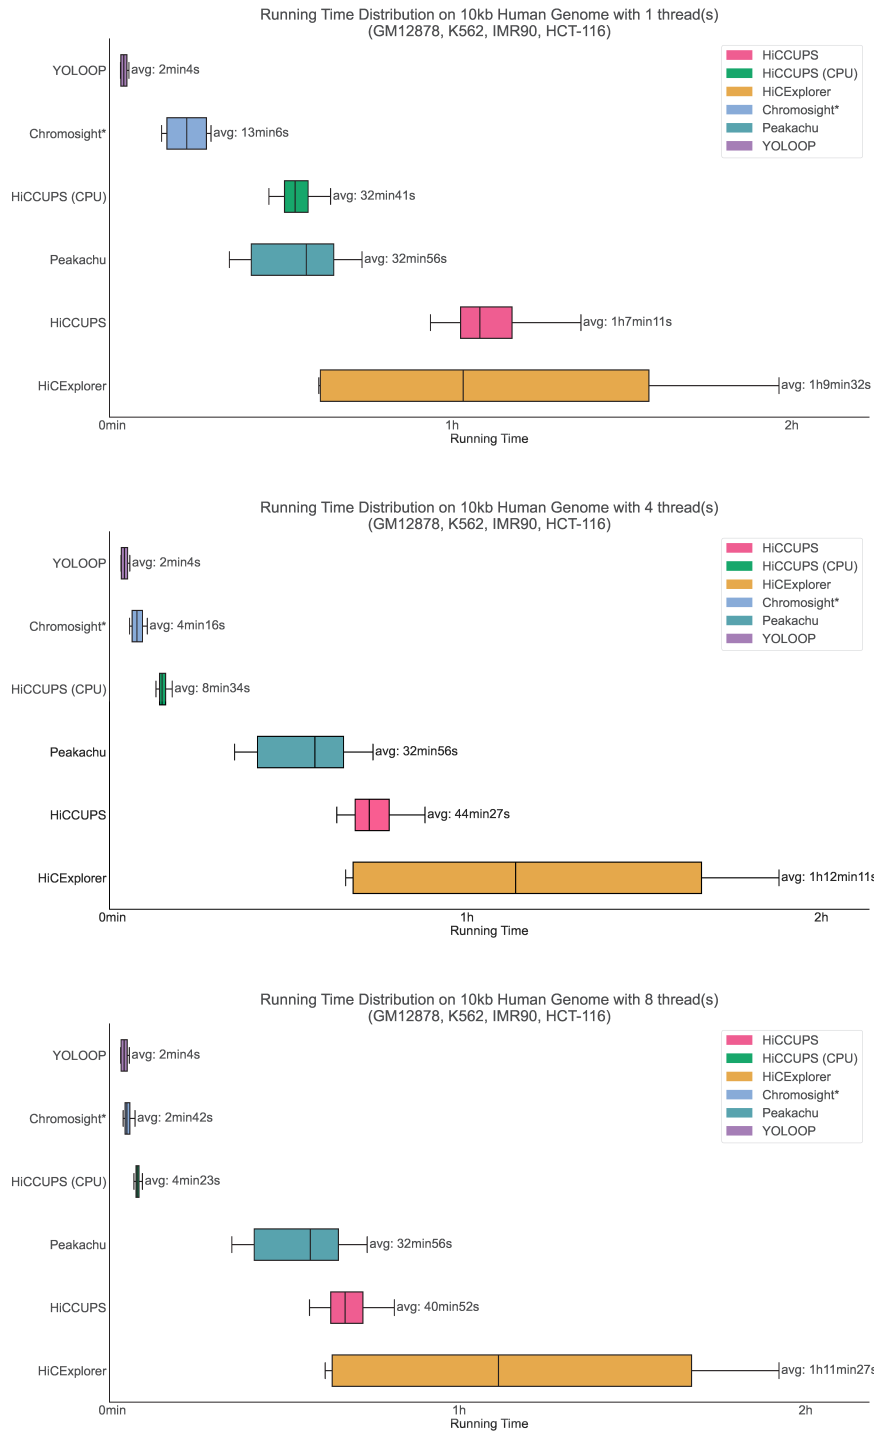 Running Time Distribution on 10kb Human Genome with 1 thread(s)
(GM12878, K562, IMR90, HCT-116)
HiCCUPS
HiCCUPS (CPU)
HiCExplorer
Chromosight*
Peakachu
YOLOOP
YOLOOP
avg: 2min4s
Chromosight*
avg: 13min6s
HiCCUPS (CPU)
avg: 32min41s
Peakachu
avg: 32min56s
HiCCUPS
avg: 1h7min11s
HiCExplorer
avg: 1h9min32s
0min
1h
2h
Running Time
Running Time Distribution on 10kb Human Genome with 4 thread(s)
(GM12878, K562, IMR90, HCT-116)
HiCCUPS
HiCCUPS (CPU)
HiCExplorer
Chromosight*
Peakachu
YOLOOP
YOLOOP
avg: 2min4s
Chromosight*
avg: 4min16s
HiCCUPS (CPU)
avg: 8min34s
Peakachu
avg: 32min56s
HiCCUPS
avg: 44min27s
HiCExplorer
avg: 1h12min11s
0min
1h
2h
Running Time
Running Time Distribution on 10kb Human Genome with 8 thread(s)
(GM12878, K562, IMR90, HCT-116)
HiCCUPS
HiCCUPS (CPU)
HiCExplorer
Chromosight*
Peakachu
YOLOOP
YOLOOP
avg: 2min4s
Chromosight*
avg: 2min42s
HiCCUPS (CPU)
avg: 4min23s
Peakachu
avg: 32min56s
HiCCUPS
avg: 40min52s
HiCExplorer
avg: 1h11min27s
0min
1h
2h
Running Time